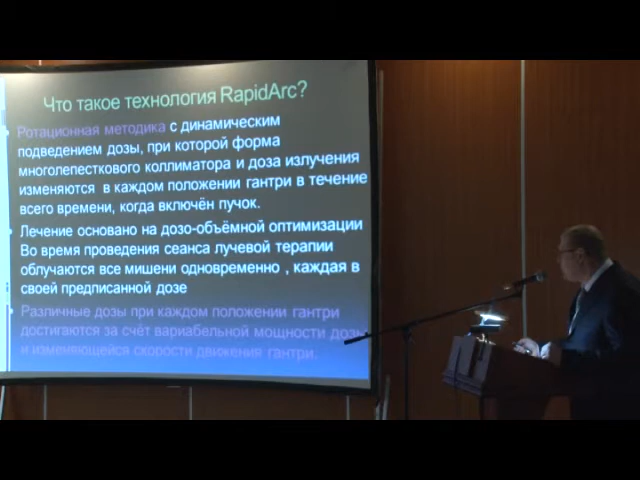 Что такое технология RapidArc?
Ротационная методика с динамическим
подведением дозы, при которой форма
многолепесткового коллиматора и доза излучения
изменяются в каждом положении гантри в течение
всего времени, когда включён пучок.
Лечение основано на дозо-объёмной оптимизации
Во время проведения сеанса лучевой терапии
облучаются все мишени одновременно , каждая в
своей предписанной дозе
Различные дозы при каждом положении гантри
достигаются за счёт вариабельной мощности дозы
и изменяющейся скорости движения гантри.